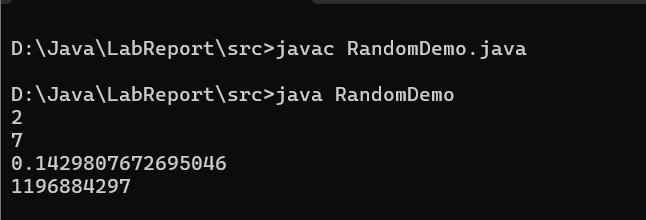 D:\Java\LabReport\src>javac RandomDemo.java
D:\Java\LabReport\src>java RandomDemo
2
7
0.1429807672695046
1196884297